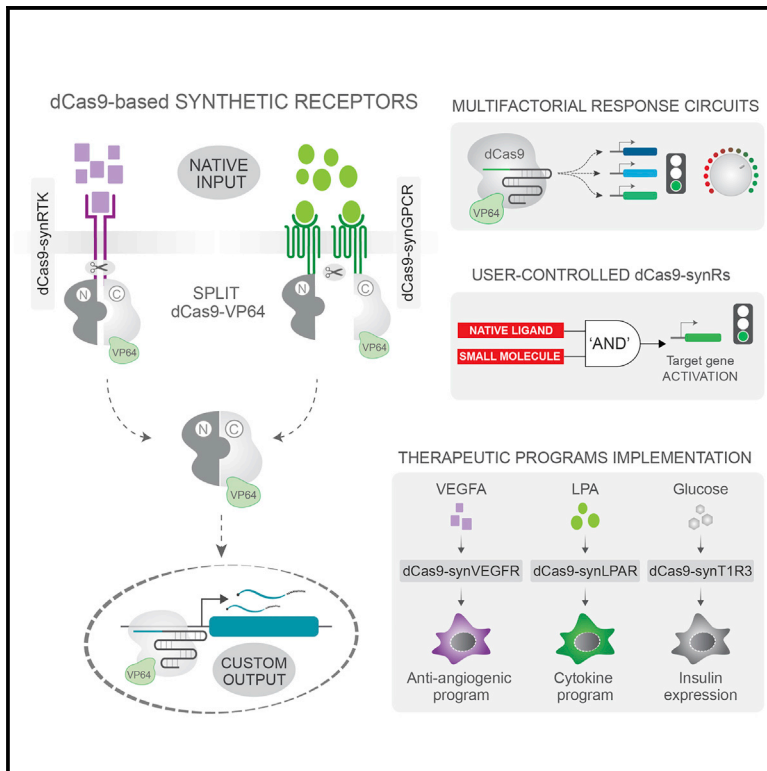 dCas9-based SYNTHETIC RECEPTORS
NATIVE
INPUT
dCas9-synRTK
dCas9-synGPCR
N
C
VP64
SPLIT
dCas9-VP64
N
C
VP64
N
C
VP64
VP64
CUSTOM
OUTPUT
MULTIFACTORIAL RESPONSE CIRCUITS
dCas9
VP64
USER-CONTROLLED dCas9-synRs
NATIVE LIGAND
SMALL MOLECULE
‘AND’
Target gene
ACTIVATION
THERAPEUTIC PROGRAMS IMPLEMENTATION
VEGFA
LPA
Glucose
dCas9-synVEGFR
dCas9-synLPAR
dCas9-synT1R3
Anti-angiogenic
program
Cytokine
program
Insulin
expression